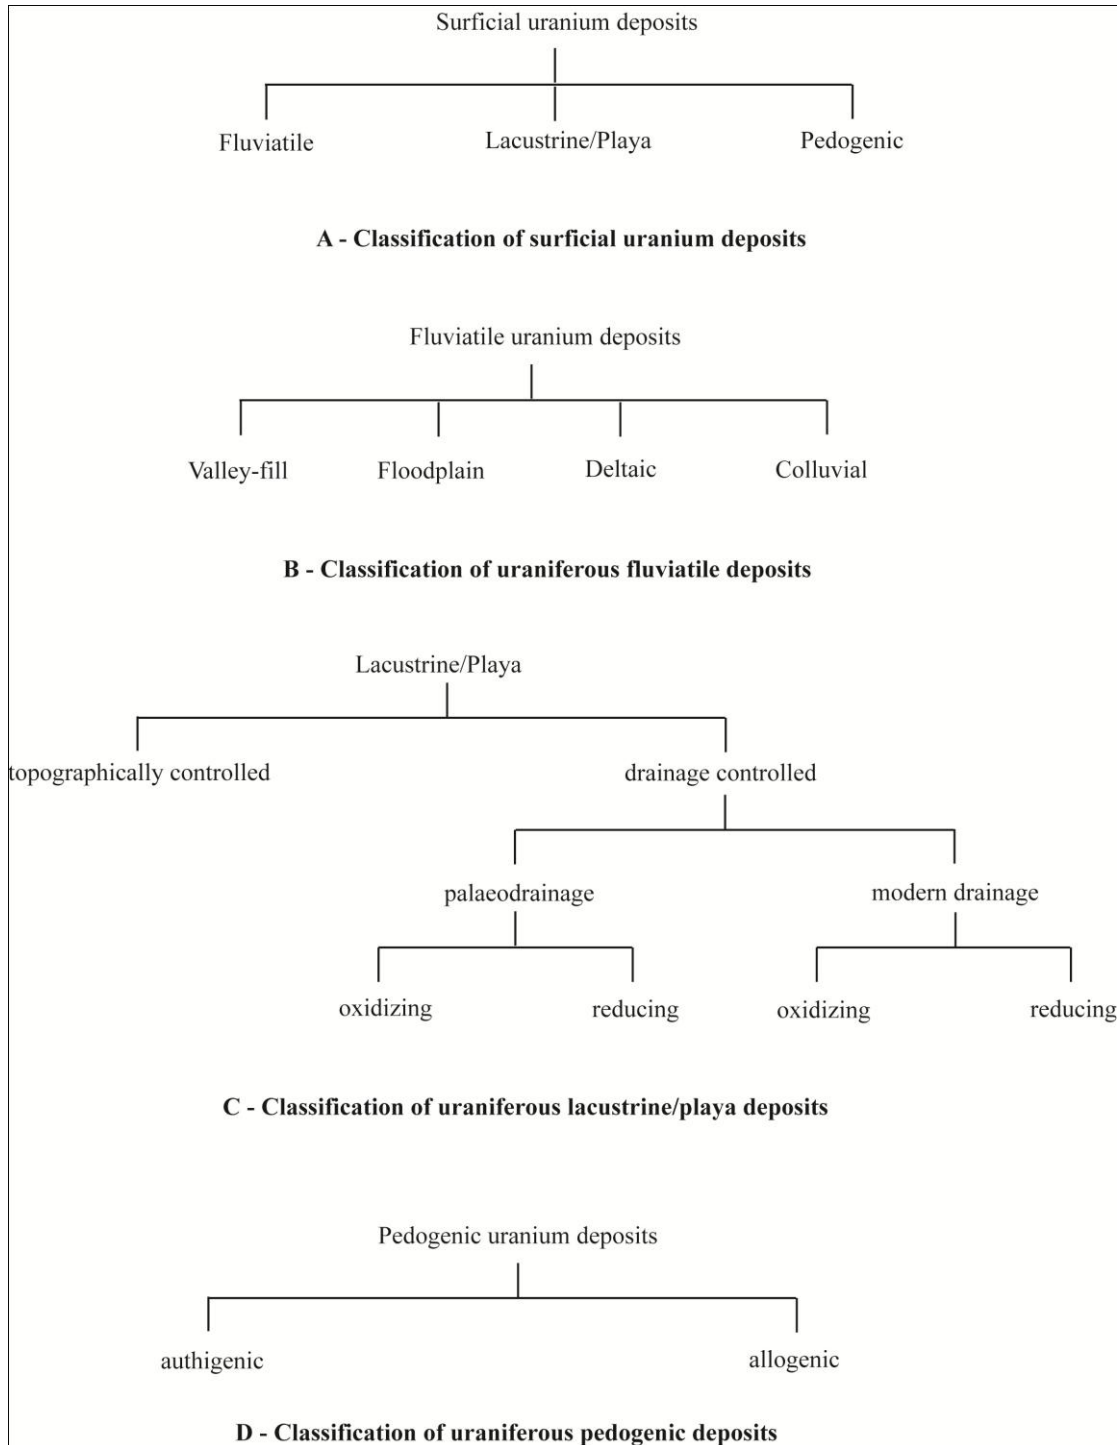 Surficial uranium deposits
Fluviatile Lacustrine/Playa Pedogenic
A - Classification of surficial uranium deposits
Fluviatile uranium deposits
Valley-fill Floodplain Deltaic Colluvial
B - Classification of uraniferous fluviatile deposits
Lacustrine/Playa
topographically controlled drainage controlled
palaeodrainage modern drainage
oxidizing reducing oxidizing reducing
C - Classification of uraniferous lacustrine/playa deposits
Pedogenic uranium deposits
authigenic allogenic
D - Classification of uraniferous pedogenic deposits